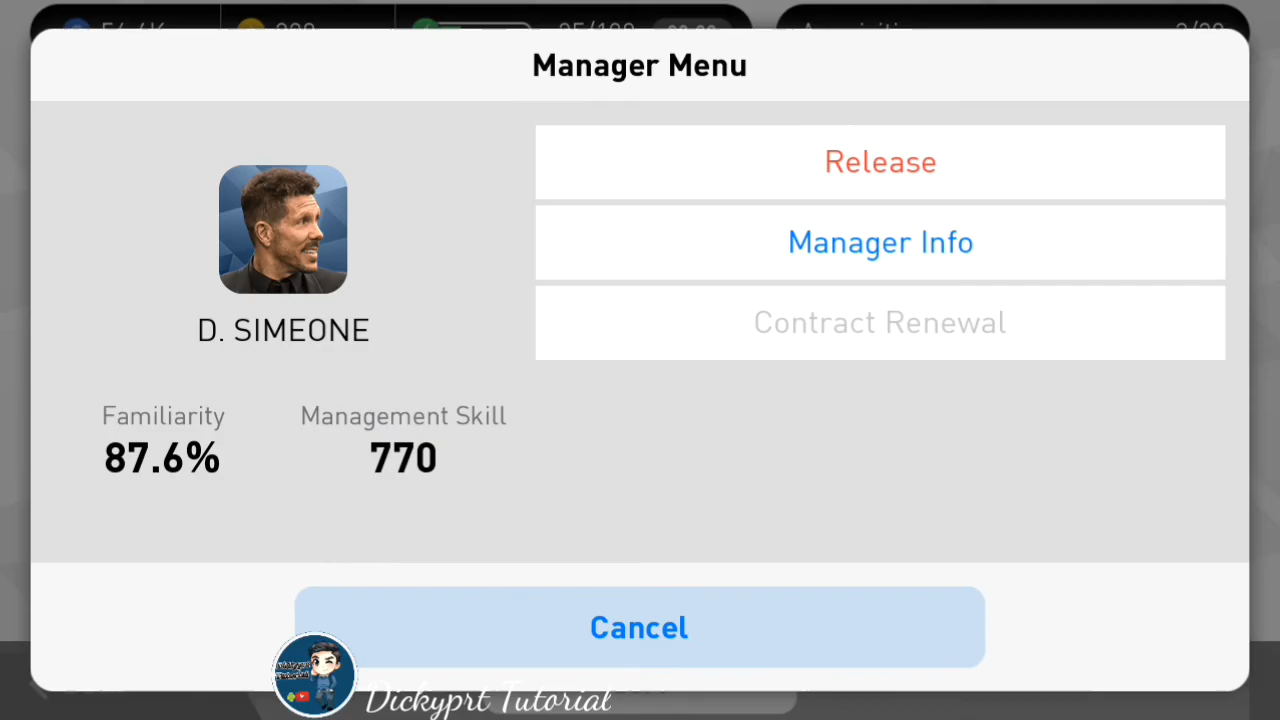 Manager Menu
Release
Manager Info
Contract Renewal
D. SIMEONE
Familiarity
Management Skill
87.6%
770
Cancel
Dickyprt Tutorial